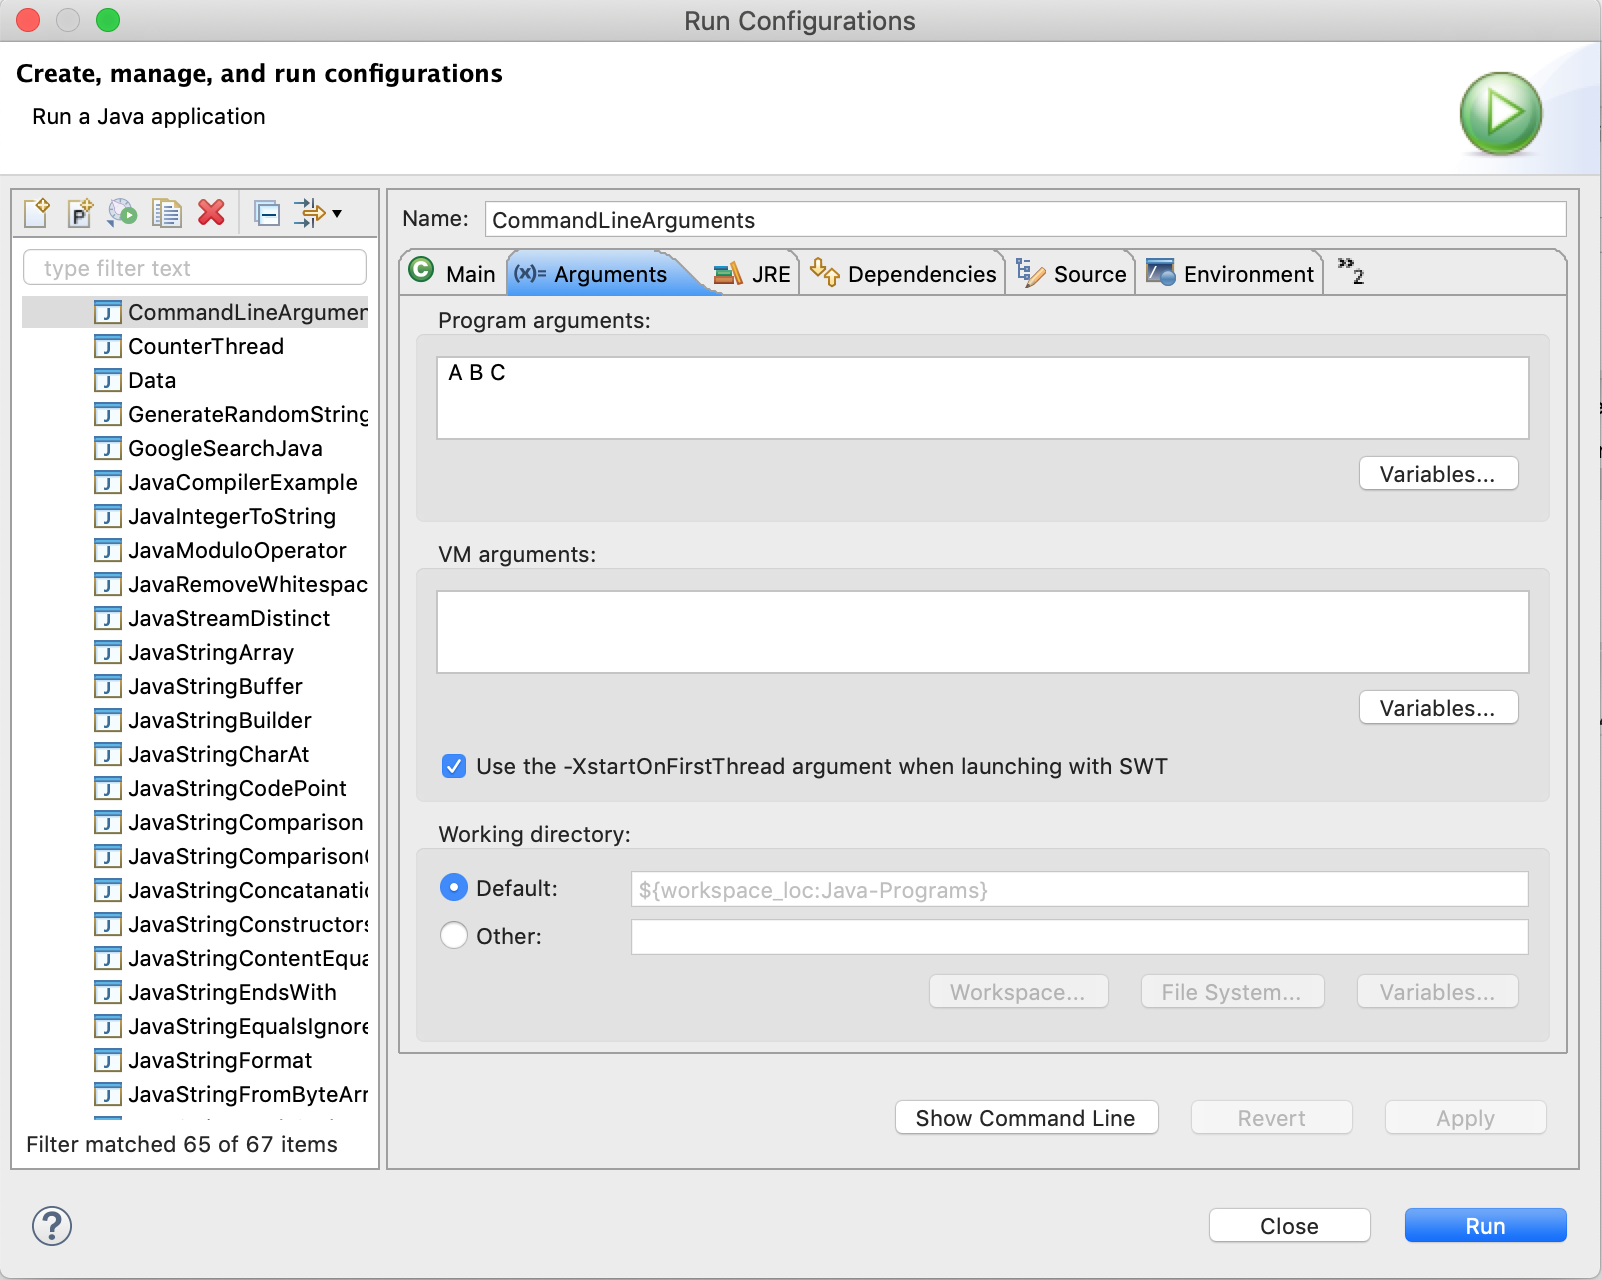 Run Configurations
Create, manage, and run configurations
Run a Java application
type filter text
CommandLineArgumen
CounterThread
Data
GenerateRandomString
GoogleSearchJava
JavaCompilerExample
JavaIntegerToString
JavaModuloOperator
JavaRemoveWhitespac
JavaStreamDistinct
JavaStringArray
JavaStringBuffer
JavaStringBuilder
JavaStringCharAt
JavaStringCodePoint
JavaStringComparison
JavaStringComparison
JavaStringConcatanatio
JavaStringConstructors
JavaStringContentEqua
JavaStringEndsWith
JavaStringEqualsIgnore
JavaStringFormat
JavaStringFromByteArr
Filter matched 65 of 67 items
Name: CommandLineArguments
Main (x)= Arguments JRE Dependencies Source Environment »2
Program arguments:
A B C
Variables...
VM arguments:
Variables...
Use the -XstartOnFirstThread argument when launching with SWT
Working directory:
Default: ${workspace_loc:Java-Programs}
Other:
Workspace... File System... Variables...
Show Command Line Revert Apply
? Close Run